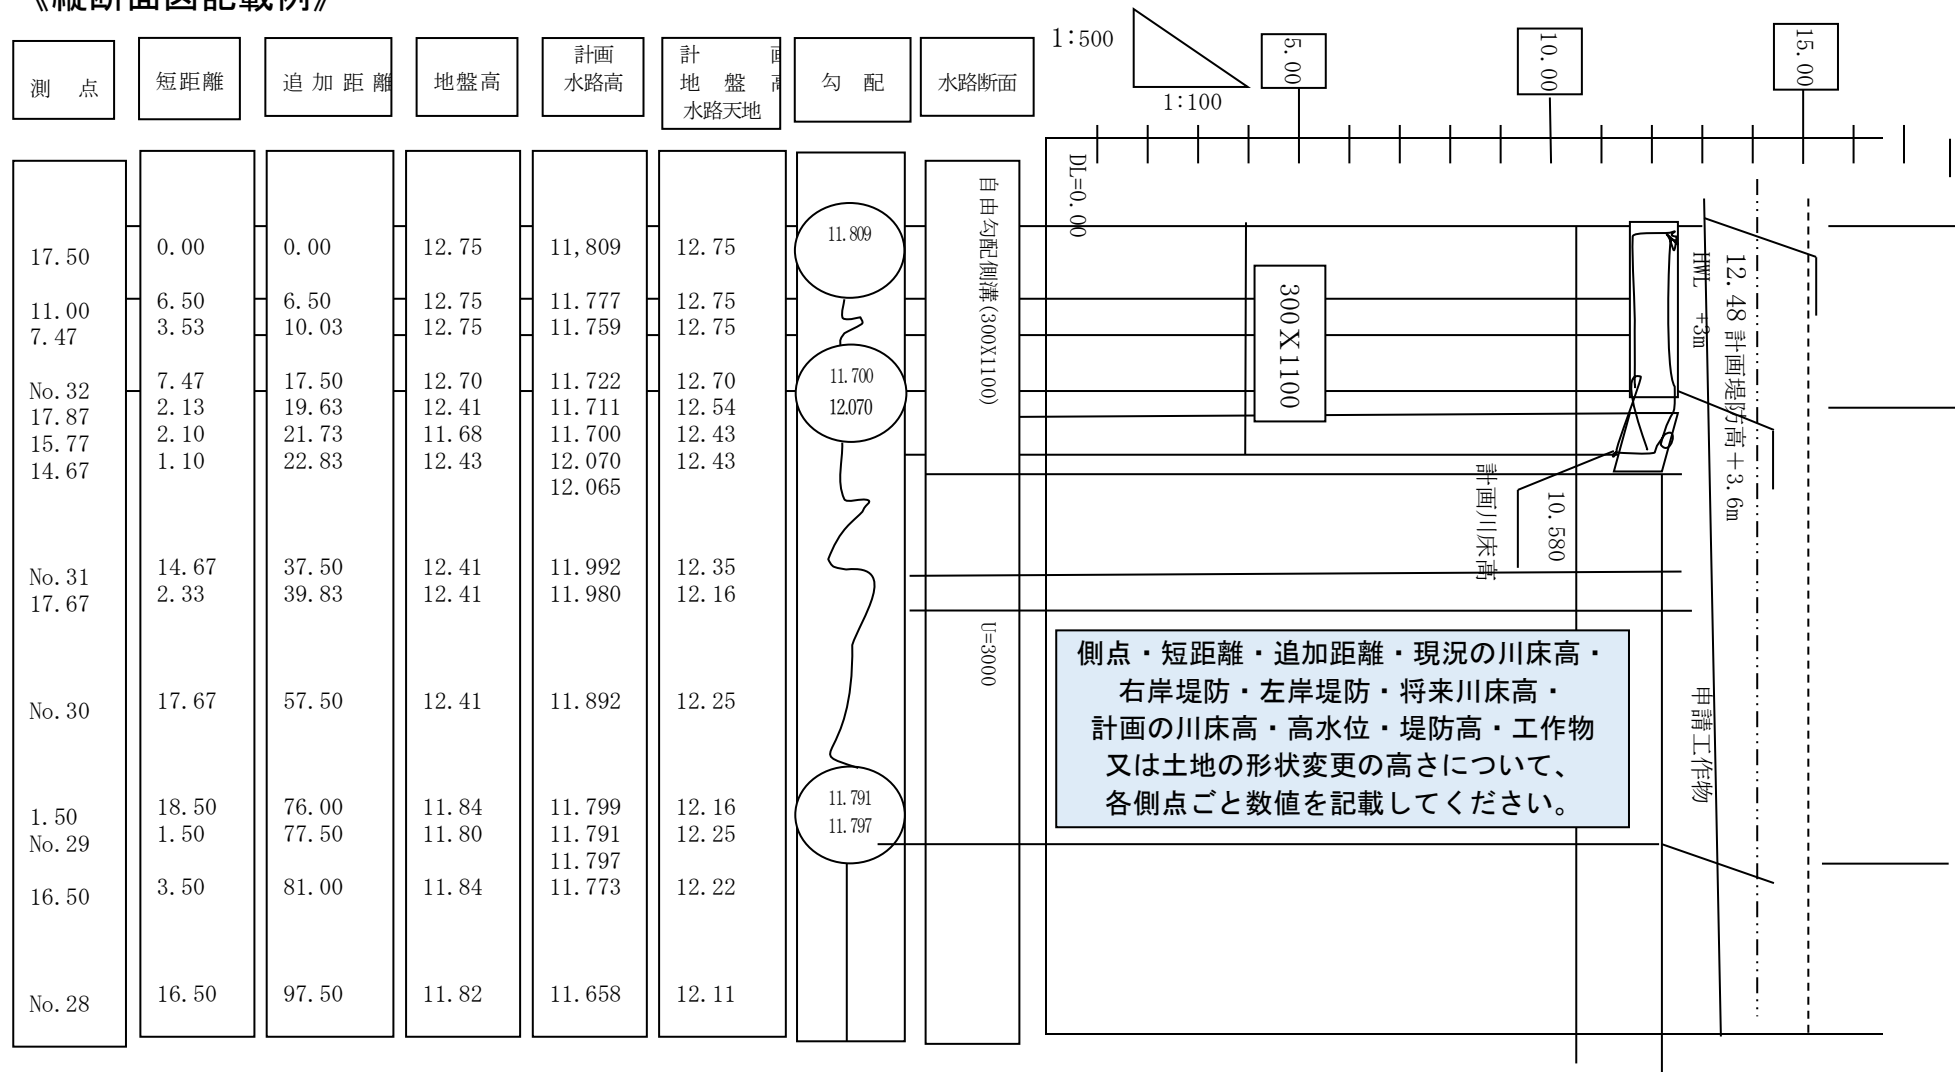 《縦断面図記載例》
測 点
短距離
追加距離
地盤高
計画
水路高
計 画
地 盤 高
水路天地
勾 配
水路断面
1:500
1:100
5.00
10.00
15.00
17.50 0.00 0.00 12.75 11,809 12.75
11.00 6.50 6.50 12.75 11.777 12.75
7.47 3.53 10.03 12.75 11.759 12.75
No.32 7.47 17.50 12.70 11.722 12.70
17.87 2.13 19.63 12.41 11.711 12.54
15.77 2.10 21.73 11.68 11.700 12.43
14.67 1.10 22.83 12.43 12.070 12.43
12.065
No.31 14.67 37.50 12.41 11.992 12.35
17.67 2.33 39.83 12.41 11.980 12.16
No.30 17.67 57.50 12.41 11.892 12.25
1.50 18.50 76.00 11.84 11.799 12.16
No.29 1.50 77.50 11.80 11.791 12.25
11.797
16.50 3.50 81.00 11.84 11.773 12.22
No.28 16.50 97.50 11.82 11.658 12.11
11.809
11.700
12.070
11.791
11.797
自由勾配側溝(300X1100)
U=3000
DL=0.00
300X1100
計画川床高
10.580
HWL +3m
12.48 計画堤防高+3.6m
申請工作物
側点・短距離・追加距離・現況の川床高・
右岸堤防・左岸堤防・将来川床高・
計画の川床高・高水位・堤防高・工作物
又は土地の形状変更の高さについて、
各側点ごと数値を記載してください。